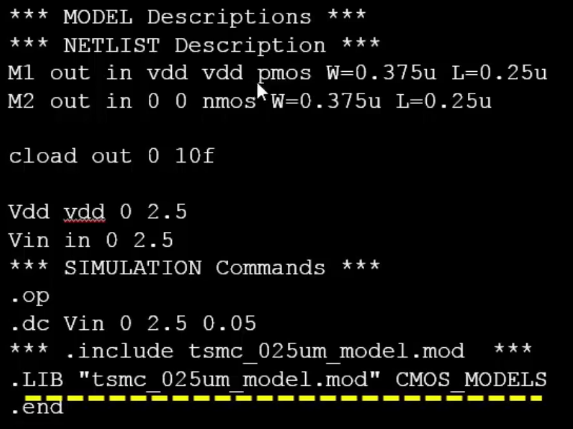 *** MODEL Descriptions ***
*** NETLIST Description ***
M1 out in vdd vdd pmos W=0.375u L=0.25u
M2 out in 0 0 nmos W=0.375u L=0.25u
cload out 0 10f
Vdd vdd 0 2.5
Vin in 0 2.5
*** SIMULATION Commands ***
.op
.dc Vin 0 2.5 0.05
*** .include tsmc_025um_model.mod ***
.LIB "tsmc_025um_model.mod" CMOS_MODELS
.end